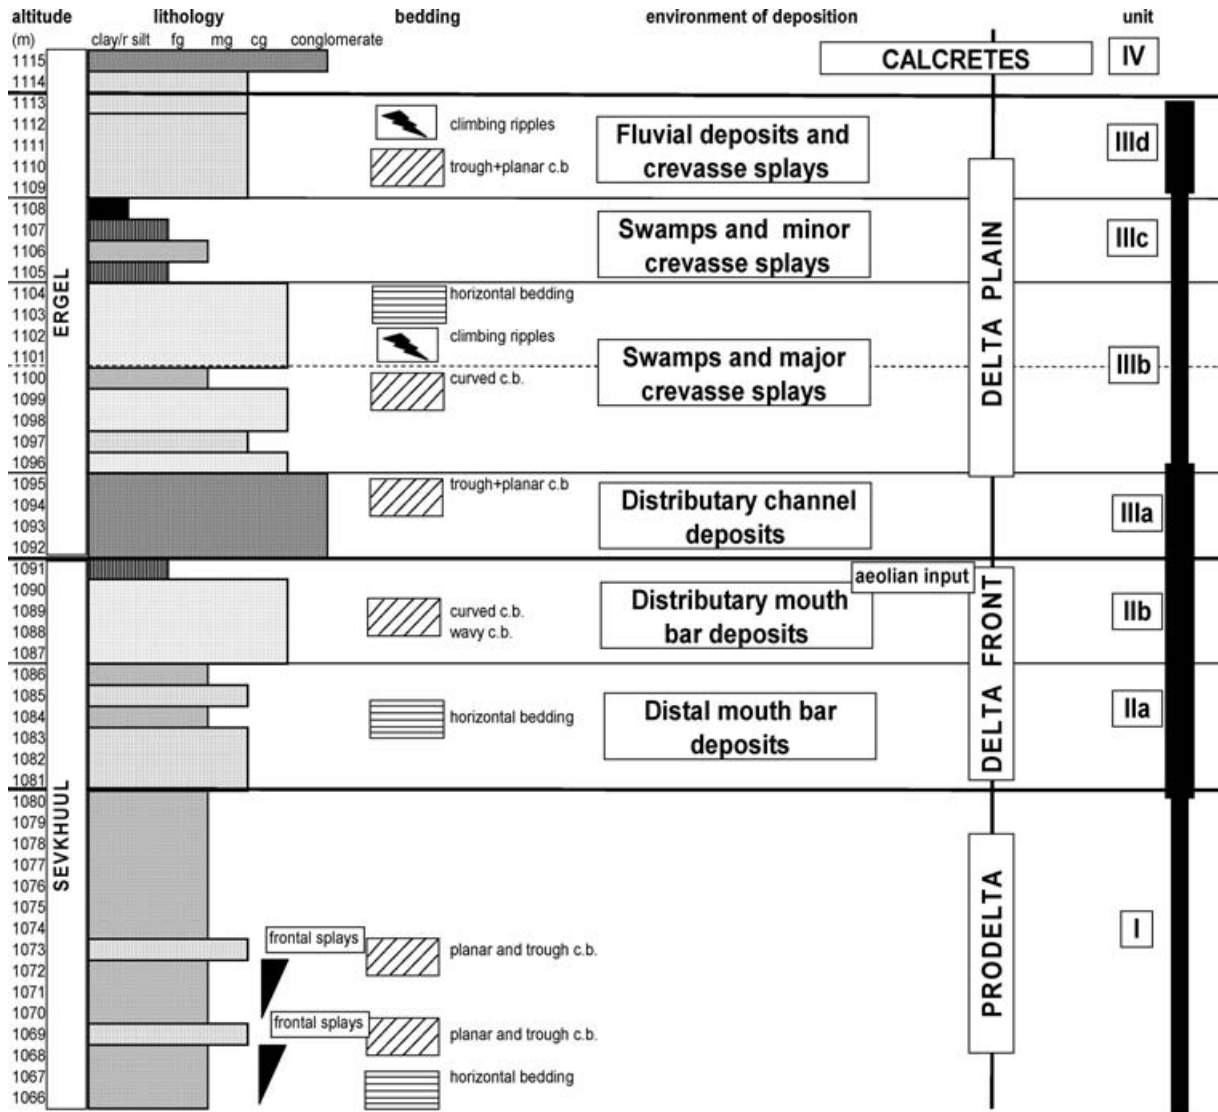 altitude lithology bedding environment of deposition unit
(m) clay/r silt fg mg cg conglomerate
1115 CALCRETES IV
1114
1113
1112 climbing ripples Fluvial deposits and IIId
1111
1110 trough+planar c.b crevasse splays
1109
1108
1107 Swamps and minor IIIc
1106
1105 crevasse splays
1104 horizontal bedding
1103
1102 climbing ripples
1101 Swamps and major IIIb
1100 curved c.b. crevasse splays
1099
1098
1097
1096
1095 trough+planar c.b
1094 Distributary channel IIIa
1093 deposits
1092
ERGEL
DELTA PLAIN
1091 aeolian input
1090 Distributary mouth IIb
1089 curved c.b.
1088 wavy c.b. bar deposits
1087
1086
1085 IIa
1084 horizontal bedding Distal mouth bar
1083 deposits
1082
1081
DELTA FRONT
1080
1079
1078
1077
1076
1075
1074 I
1073 frontal splays planar and trough c.b.
1072
1071
1070
1069 frontal splays planar and trough c.b.
1068
1067 horizontal bedding
1066
SEVKHUUL
PRODELTA